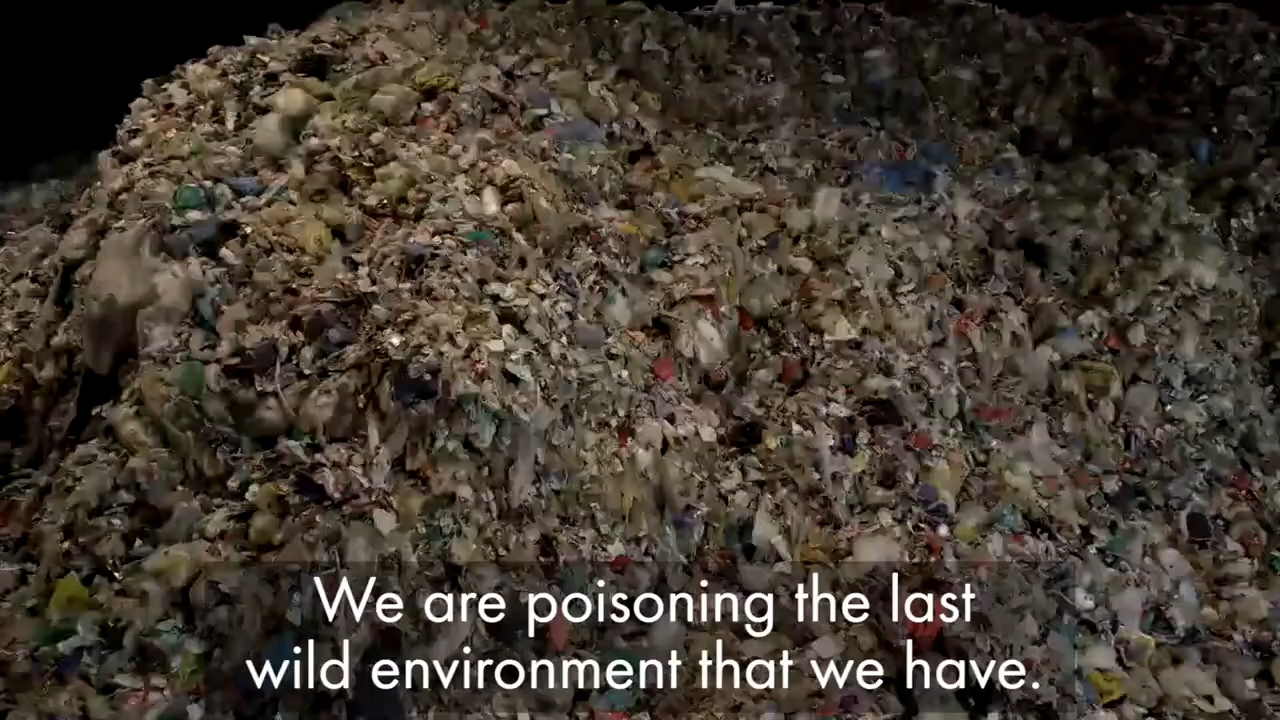 We are poisoning the last
wild environment that we have.